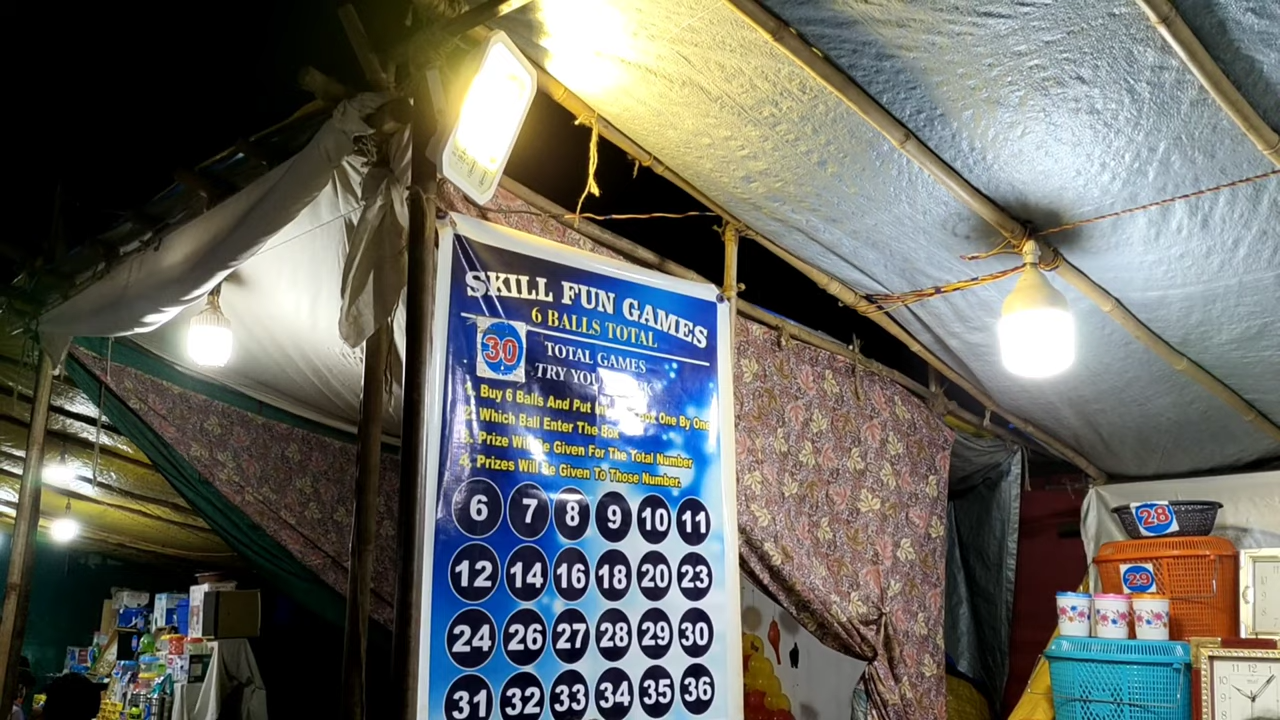 SKILL FUN GAMES
6 BALLS TOTAL
30
TOTAL GAMES
TRY
1. Buy 6 Balls And Put Box One By One
2. Which Ball Enter The Box
3. Prize Will Be Given For The Total Number
4. Prizes Will Be Given To Those Number.
6 7 8 9 10 11
12 14 16 18 20 23
24 26 27 28 29 30
31 32 33 34 35 36
28
29